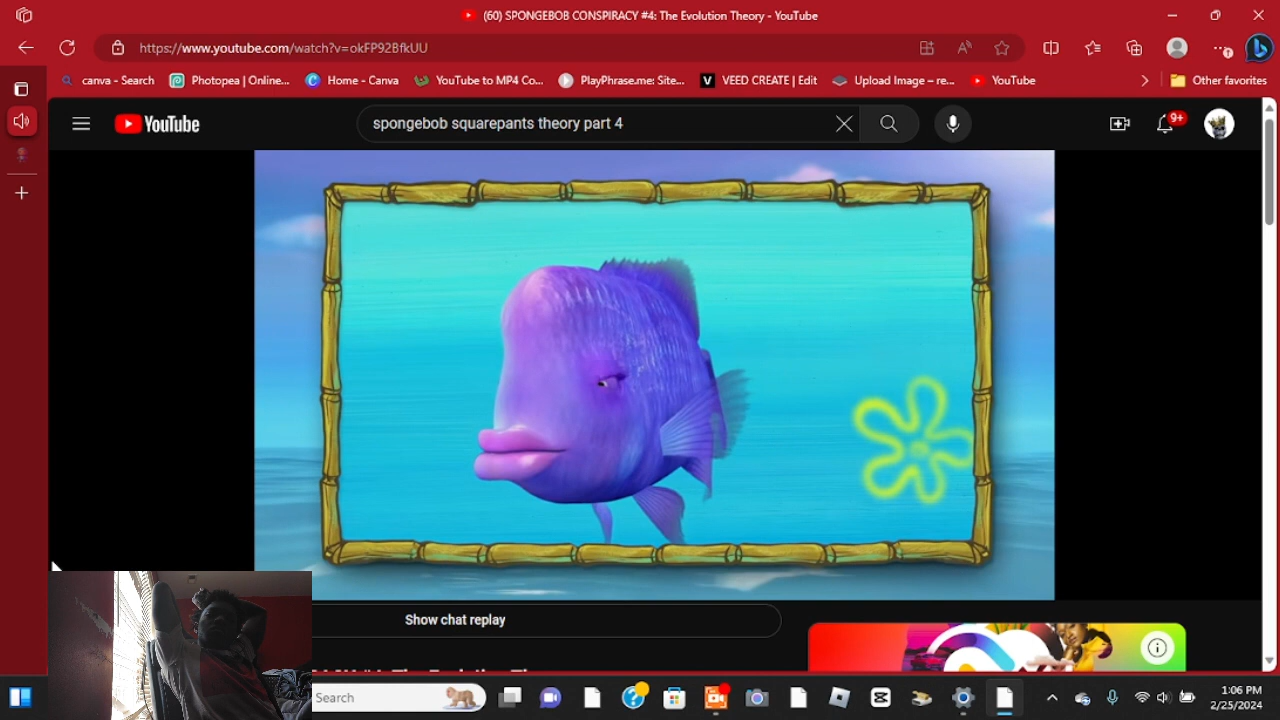 (60) SPONGEBOB CONSPIRACY #4: The Evolution Theory - YouTube
https://www.youtube.com/watch?v=okFP92BfkUU
canva - Search
Photopea | Online...
Home - Canva
YouTube to MP4 Co...
PlayPhrase.me: Site...
VEED CREATE | Edit
Upload Image – re...
YouTube
Other favorites
YouTube
spongebob squarepants theory part 4
9+
Show chat replay
Search
1:06 PM
2/25/2024